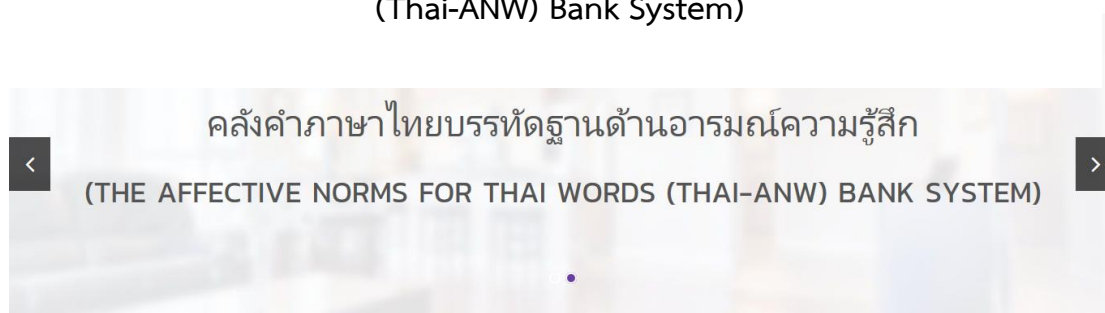 (Thai-ANW) Bank System)
คลังคำภาษาไทยบรรทัดฐานด้านอารมณ์ความรู้สึก
(THE AFFECTIVE NORMS FOR THAI WORDS (THAI-ANW) BANK SYSTEM)